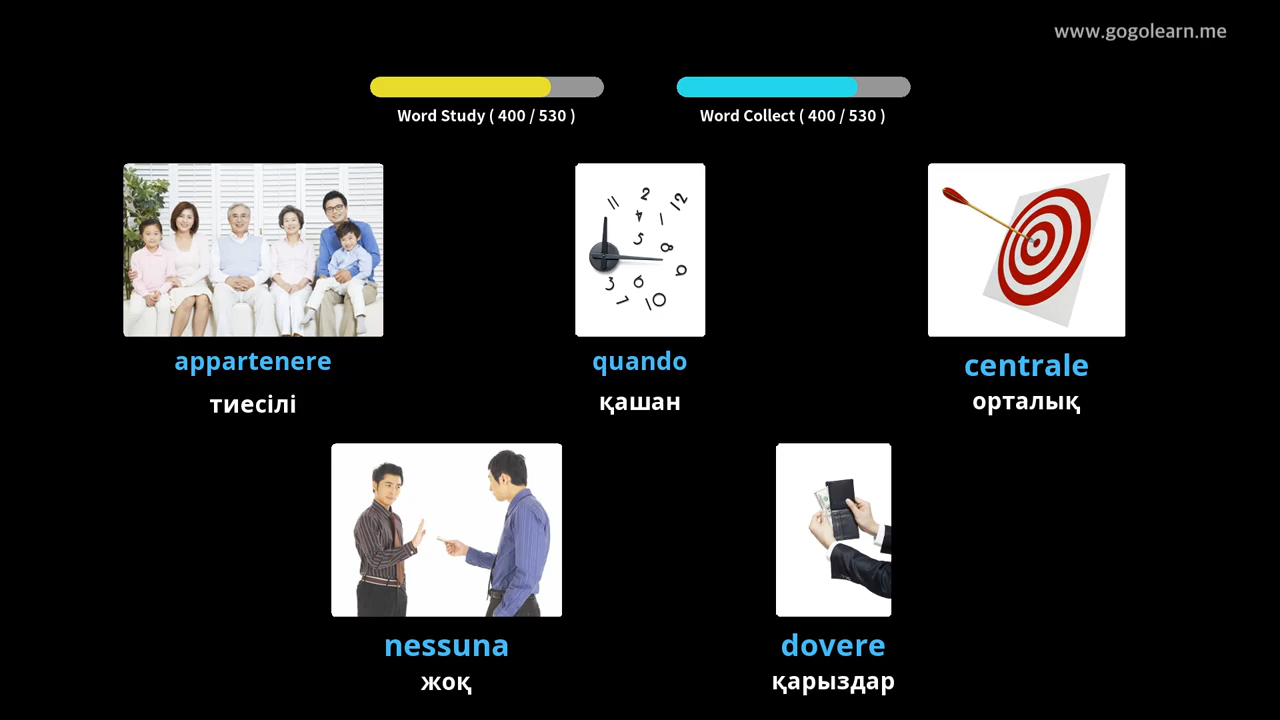 www.gogolearn.me
Word Study ( 400 / 530 )
Word Collect ( 400 / 530 )
appartenere
тиесілі
quando
қашан
centrale
орталық
nessuna
жоқ
dovere
қарыздар